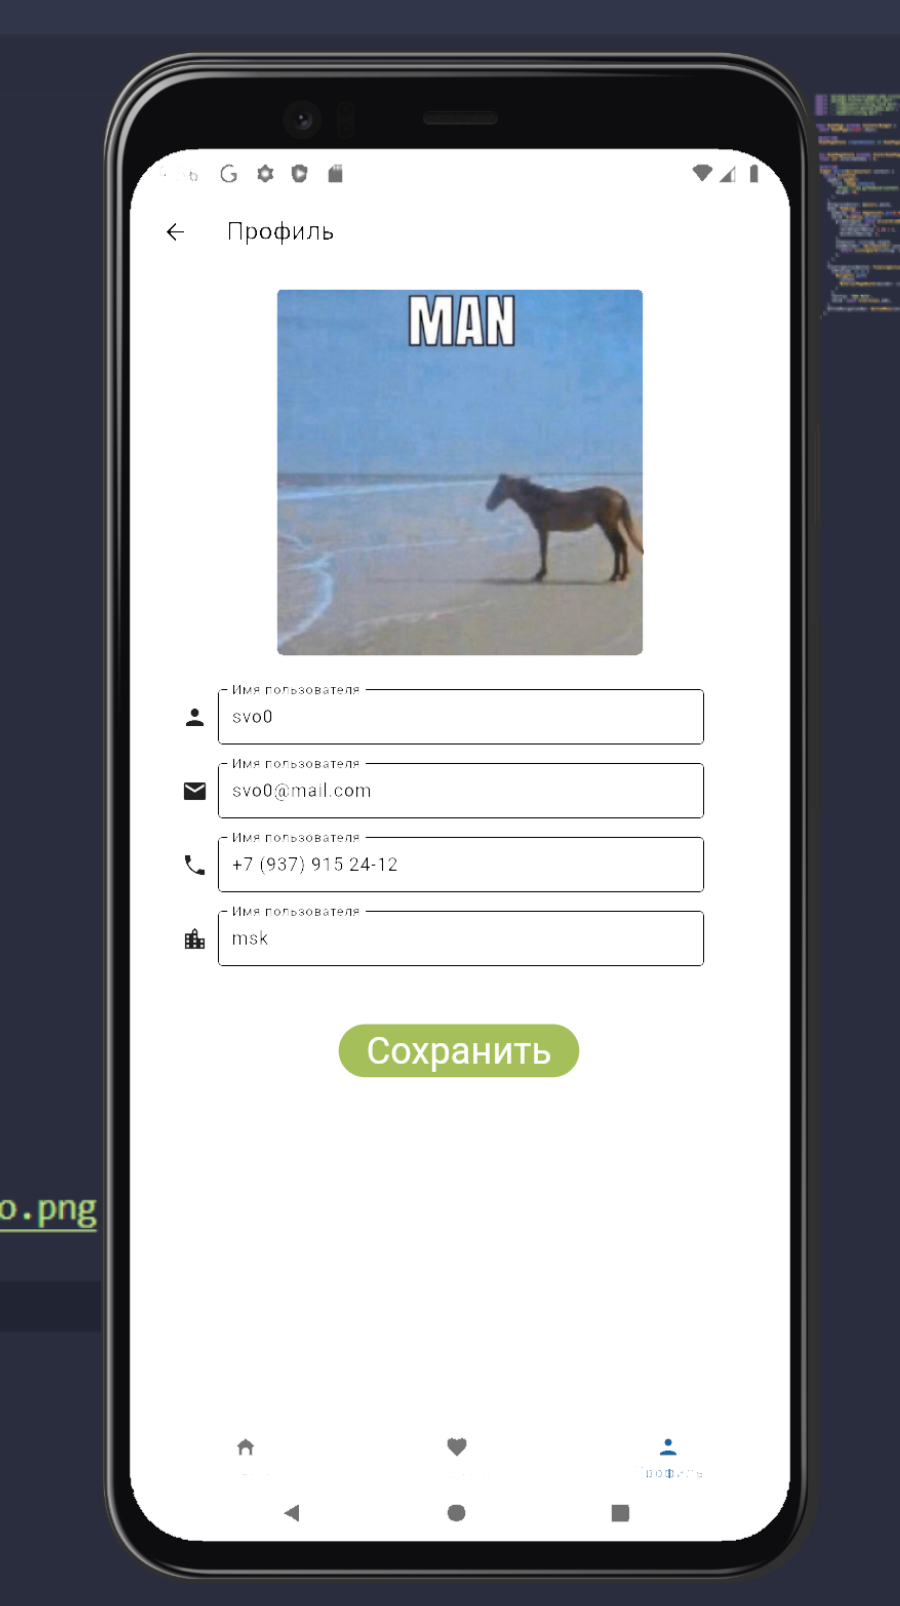 Профиль
MAN
Имя пользователя
svo0
Имя пользователя
svo0@mail.com
Имя пользователя
+7 (937) 915 24-12
Имя пользователя
msk
Сохранить
o.png
Профиль